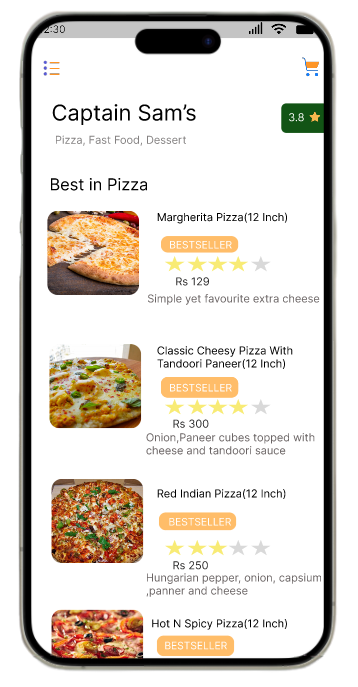 2:30
Captain Sam's
3.8
Pizza, Fast Food, Dessert
Best in Pizza
Margherita Pizza(12 Inch)
BESTSELLER
Rs 129
Simple yet favourite extra cheese
Classic Cheesy Pizza With
Tandoori Paneer(12 Inch)
BESTSELLER
Rs 300
Onion,Paneer cubes topped with
cheese and tandoori sauce
Red Indian Pizza(12 Inch)
BESTSELLER
Rs 250
Hungarian pepper, onion, capsium
,panner and cheese
Hot N Spicy Pizza(12 Inch)
BESTSELLER